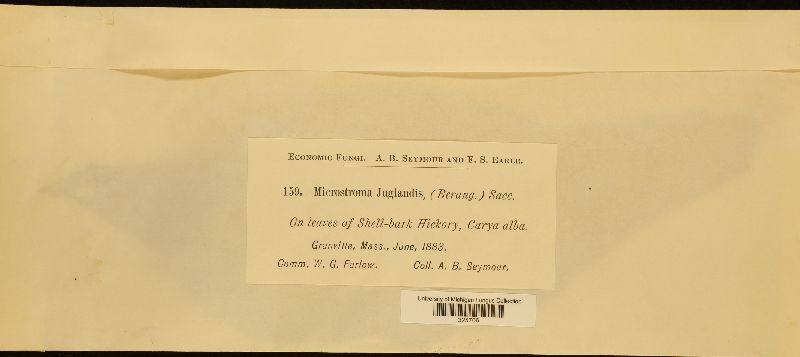 Economic Fungi. A. B. Seymour and F. S. Earle.
159. Microstroma Juglandis, (Bereng.) Sacc.
On leaves of Shell-bark Hickory, Carya alba.
Granville, Mass., June, 1883.
Comm. W. G. Farlow. Coll. A. B. Seymour.
University of Michigan Fungus Collection